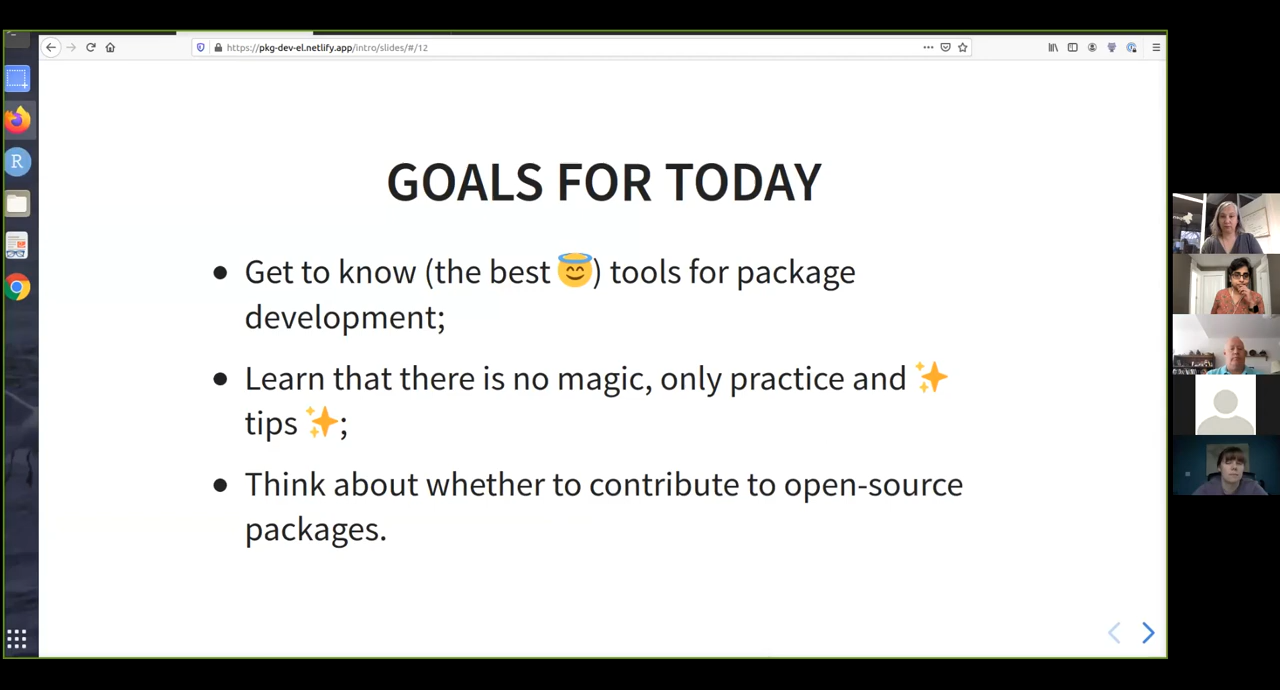 https://pkg-dev-el.netlify.app/intro/slides/#/12
GOALS FOR TODAY
Get to know (the best 😇) tools for package
development;
Learn that there is no magic, only practice and ✨
tips ✨;
Think about whether to contribute to open-source
packages.
R